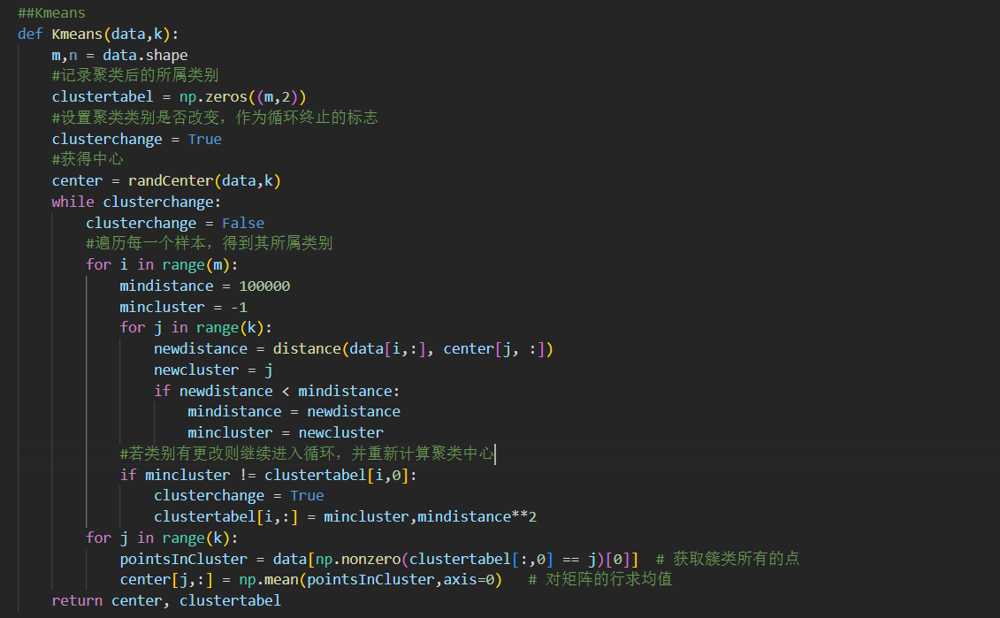 ##Kmeans
def Kmeans(data,k):
    m,n = data.shape
    #记录聚类后的所属类别
    clustertabel = np.zeros((m,2))
    #设置聚类类别是否改变，作为循环终止的标志
    clusterchange = True
    #获得中心
    center = randCenter(data,k)
    while clusterchange:
        clusterchange = False
        #遍历每一个样本，得到其所属类别
        for i in range(m):
            mindistance = 100000
            mincluster = -1
            for j in range(k):
                newdistance = distance(data[i,:], center[j, :])
                newcluster = j
                if newdistance < mindistance:
                    mindistance = newdistance
                    mincluster = newcluster
            #若类别有更改则继续进入循环，并重新计算聚类中心
            if mincluster != clustertabel[i,0]:
                clusterchange = True
                clustertabel[i,:] = mincluster,mindistance**2
        for j in range(k):
            pointsInCluster = data[np.nonzero(clustertabel[:,0] == j)[0]]  # 获取簇类所有的点
            center[j,:] = np.mean(pointsInCluster,axis=0)   # 对矩阵的行求均值
    return center, clustertabel